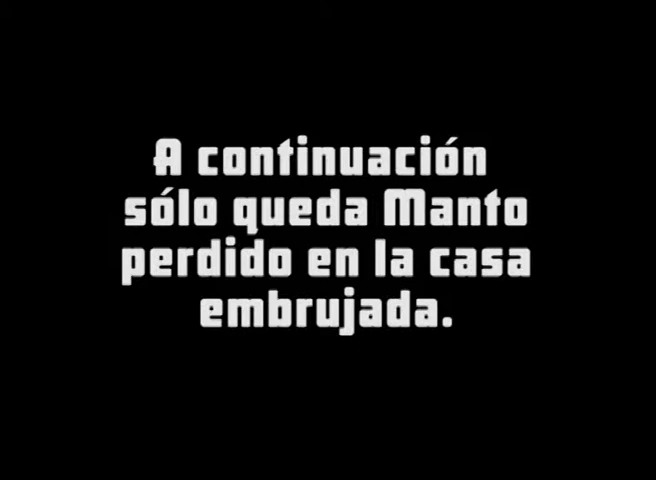 A continuación
sólo queda Manto
perdido en la casa
embrujada.